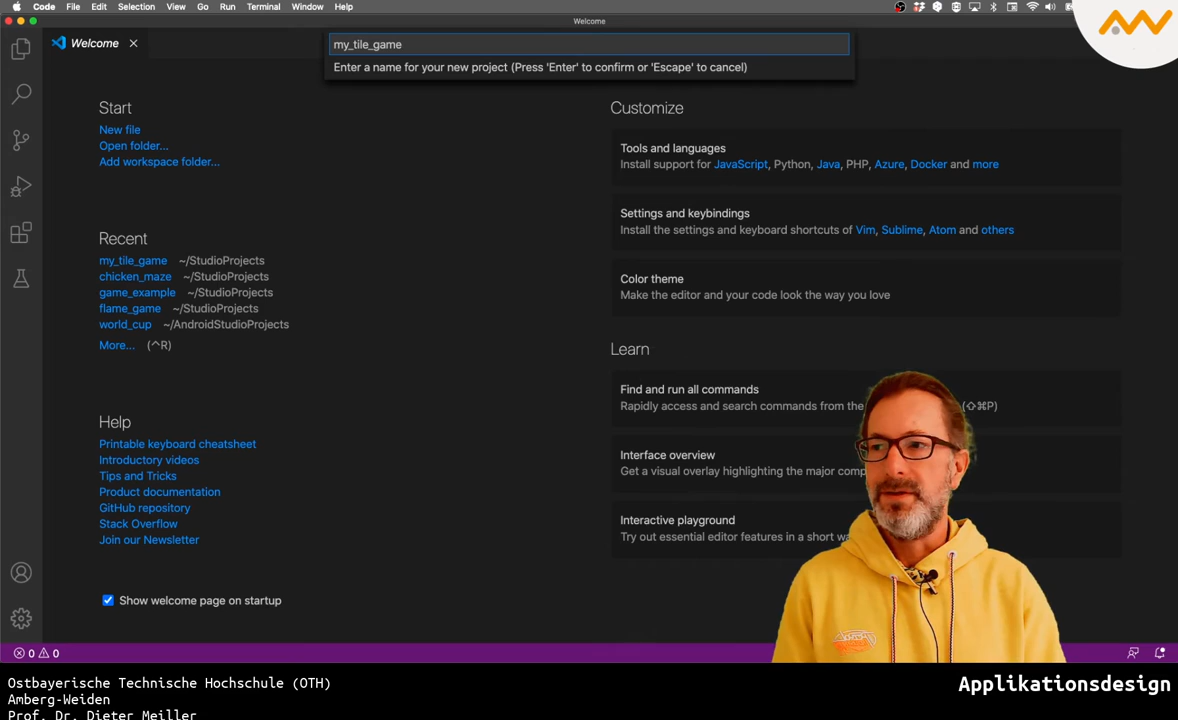 Code File Edit Selection View Go Run Terminal Window Help
Welcome
Welcome
my_tile_game
Enter a name for your new project (Press 'Enter' to confirm or 'Escape' to cancel)
Start
New file
Open folder...
Add workspace folder...
Recent
my_tile_game ~/StudioProjects
chicken_maze ~/StudioProjects
game_example ~/StudioProjects
flame_game ~/StudioProjects
world_cup ~/AndroidStudioProjects
More... (^R)
Help
Printable keyboard cheatsheet
Introductory videos
Tips and Tricks
Product documentation
GitHub repository
Stack Overflow
Join our Newsletter
Show welcome page on startup
Customize
Tools and languages
Install support for JavaScript, Python, Java, PHP, Azure, Docker and more
Settings and keybindings
Install the settings and keyboard shortcuts of Vim, Sublime, Atom and others
Color theme
Make the editor and your code look the way you love
Learn
Find and run all commands
Rapidly access and search commands from the (⇧⌘P)
Interface overview
Get a visual overlay highlighting the major
Interactive playground
Try out essential editor features in a short
0 0
Ostbayerische Technische Hochschule (OTH)
Amberg-Weiden
Prof. Dr. Dieter Meiller
Applikationsdesign